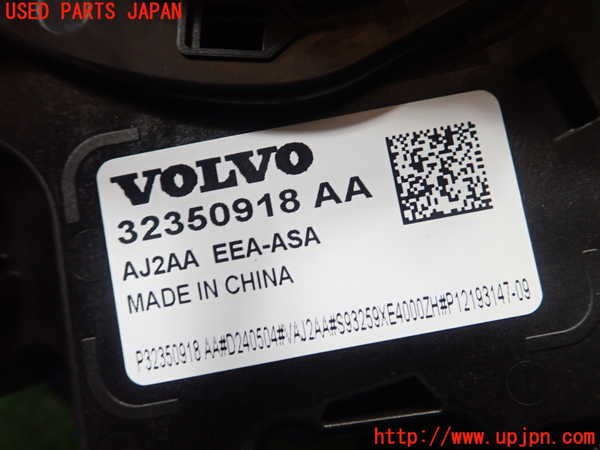 USED PARTS JAPAN
VOLVO
32350918 AA
AJ2AA EEA-ASA
MADE IN CHINA
P32350918 AA#D240504#VAJ2AA#S93259XE4000ZH#P12193147-09
http://www.upjpn.com/